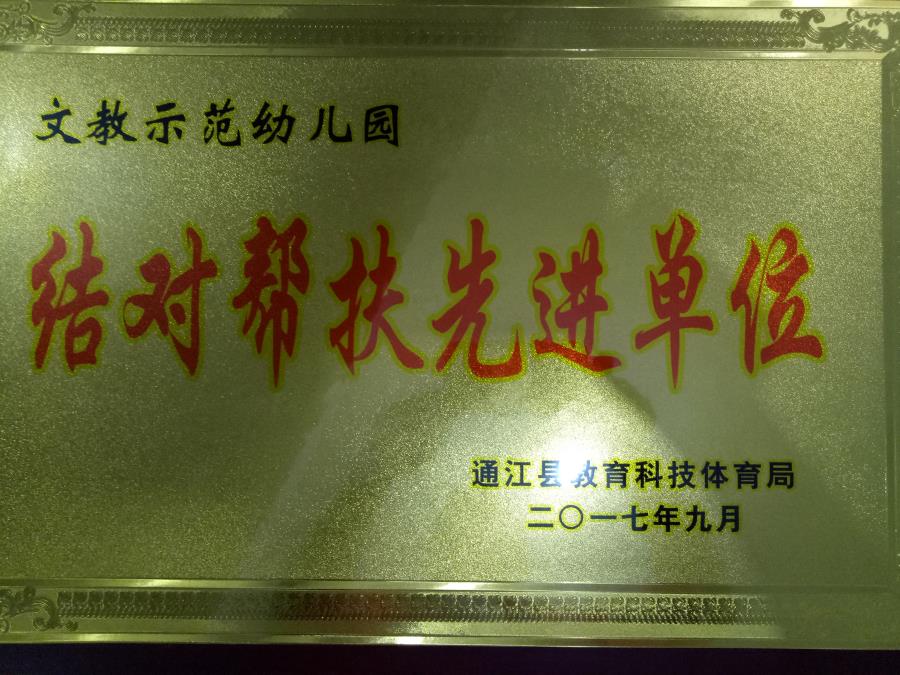 文教示范幼儿园
结对帮扶先进单位
通江县教育科技体育局
二〇一七年九月